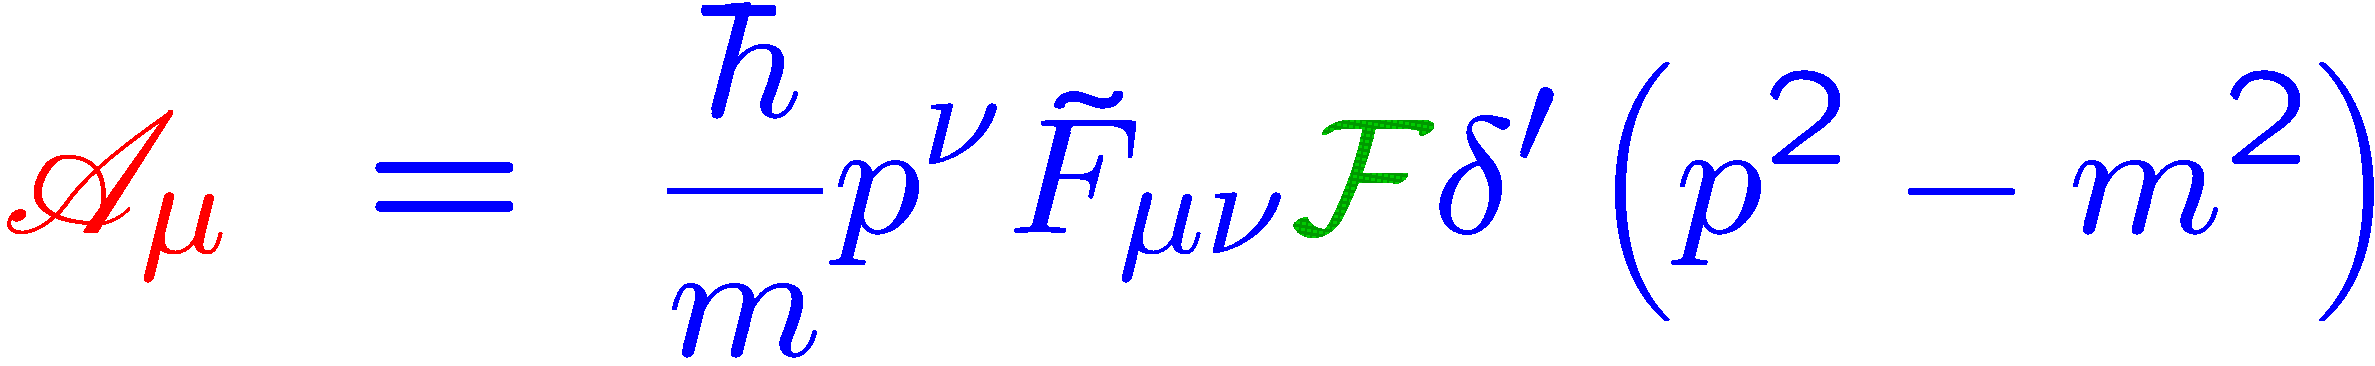 𝒜_μ = ħ/m p^ν F̃_μν ℱ δ′ (p² − m²)